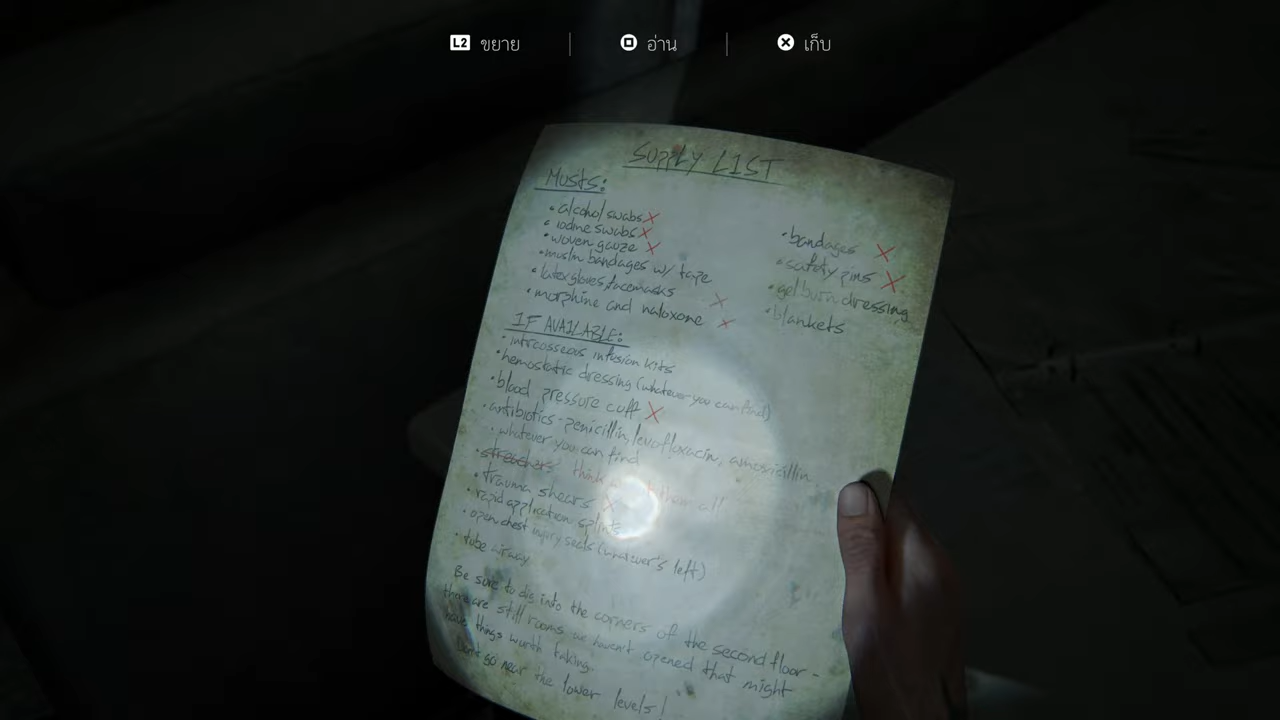 L2 ขยาย
อ่าน
เก็บ
SUPPLY LIST
Musts:
• alcohol swabs X
• iodine swabs X
• woven gauze X
• muslin bandages w/ tape
• latex gloves, facemasks X
• morphine and naloxone X
• bandages X
• safety pins X
• gel burn dressing
• blankets
IF AVAILABLE:
• intraosseous infusion kits
• hemostatic dressing (whatever you can find)
• blood pressure cuff X
• antibiotics - penicillin, levofloxacin, amoxicillin
• whatever you can find
• streachers think them all
• trauma shears X
• rapid application splints
• open chest injury seals (whatever's left)
• tube airway
Be sure to dig into the corners of the second floor -
there are still rooms we haven't opened that might
have things worth taking.
Don't go near the lower levels!